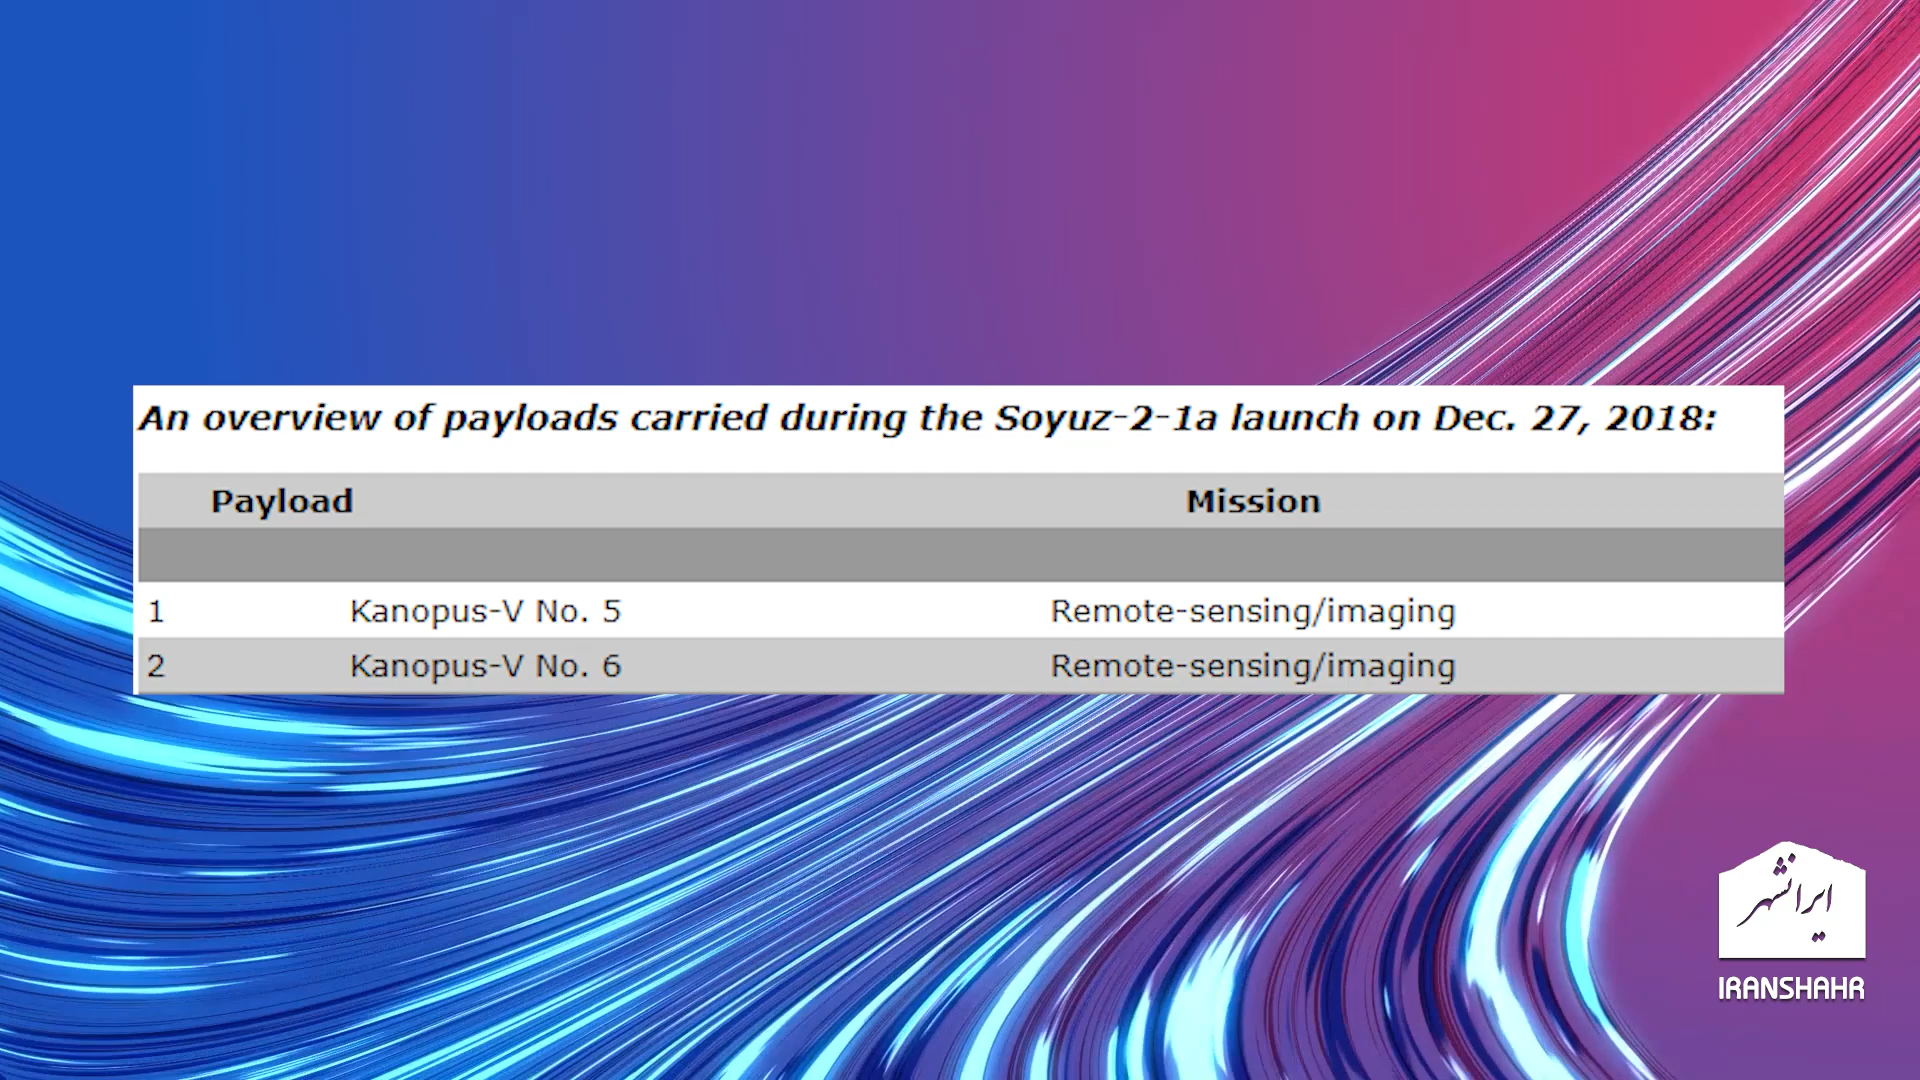 An overview of payloads carried during the Soyuz-2-1a launch on Dec. 27, 2018:
Payload Mission
1 Kanopus-V No. 5 Remote-sensing/imaging
2 Kanopus-V No. 6 Remote-sensing/imaging
ایرانشهر
IRANSHAHR